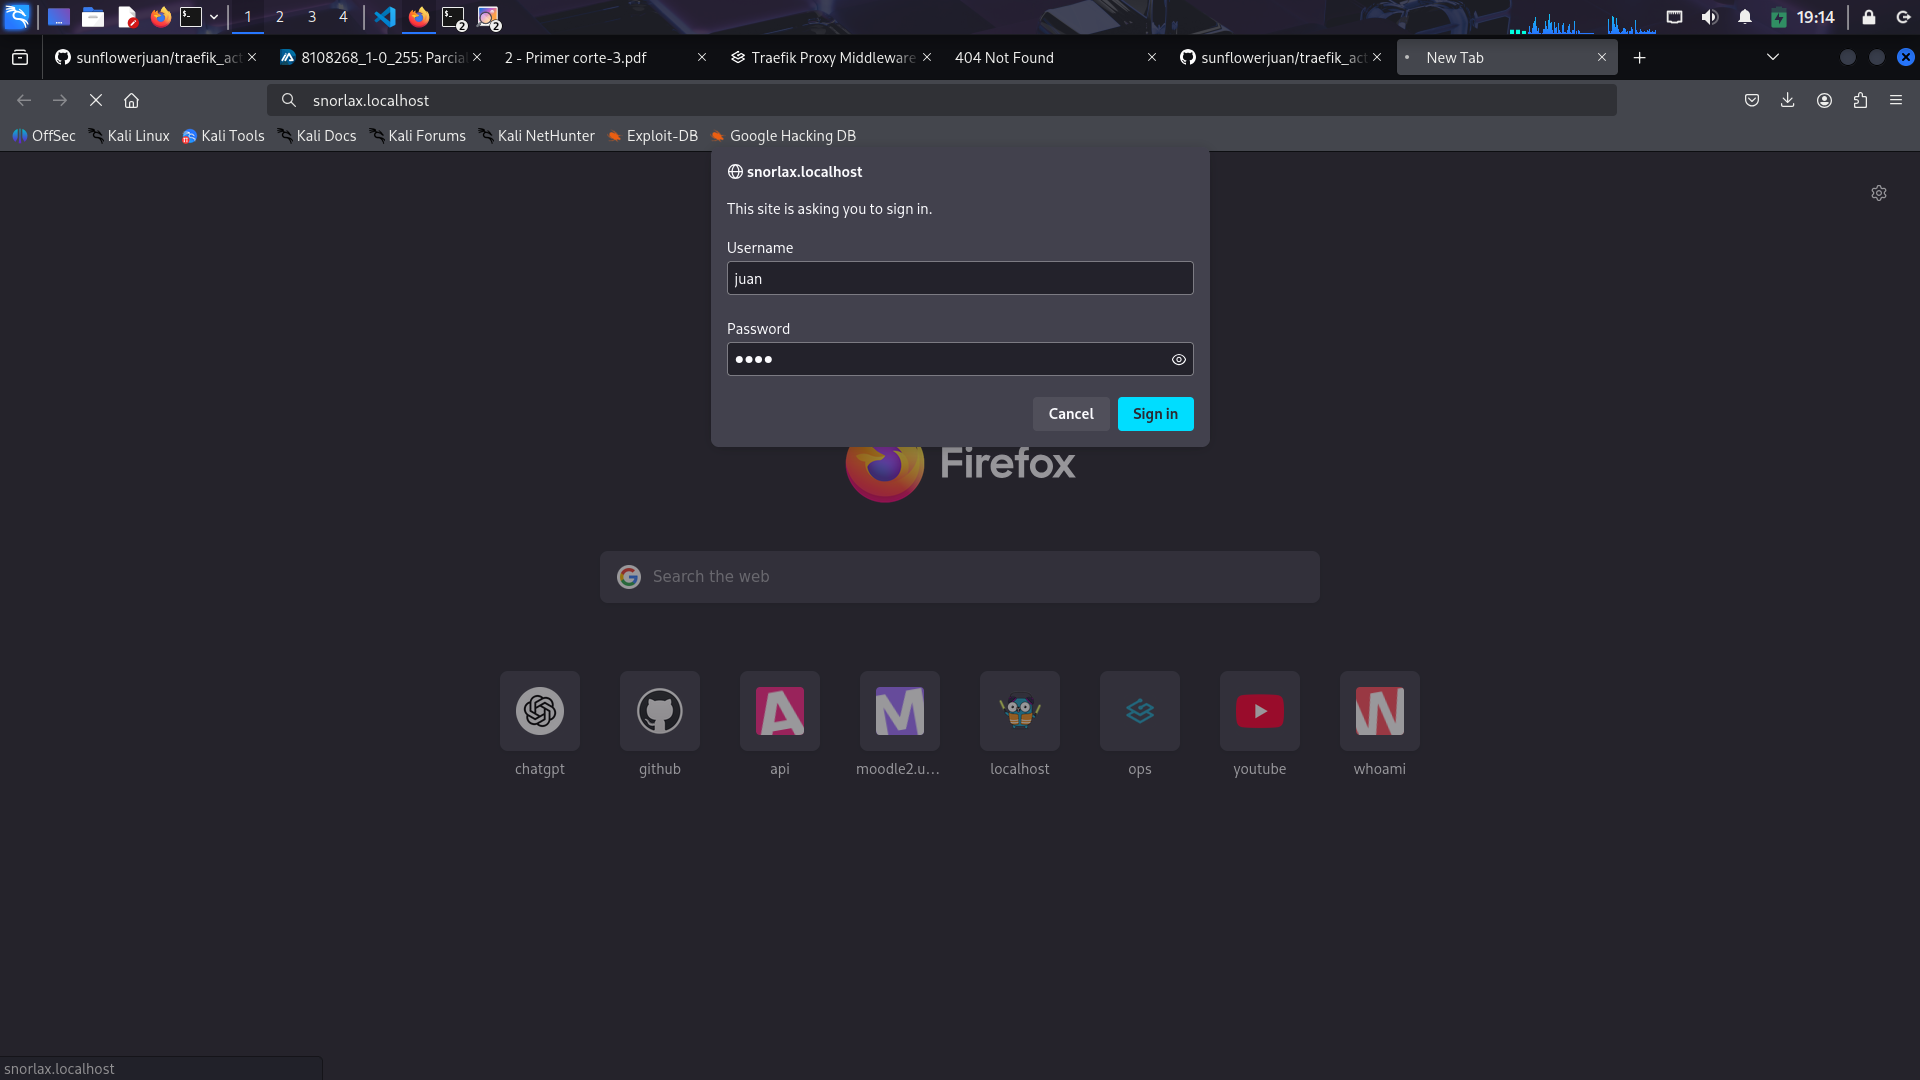 1 2 3 4 2 2 19:14
sunflowerjuan/traefik_act 8108268_1-0_255: Parcial 2 - Primer corte-3.pdf Traefik Proxy Middleware 404 Not Found sunflowerjuan/traefik_act New Tab
snorlax.localhost
OffSec Kali Linux Kali Tools Kali Docs Kali Forums Kali NetHunter Exploit-DB Google Hacking DB
snorlax.localhost
This site is asking you to sign in.
Username
juan
Password
••••
Cancel Sign in
Firefox
Search the web
chatgpt github api moodle2.u… localhost ops youtube whoami
snorlax.localhost